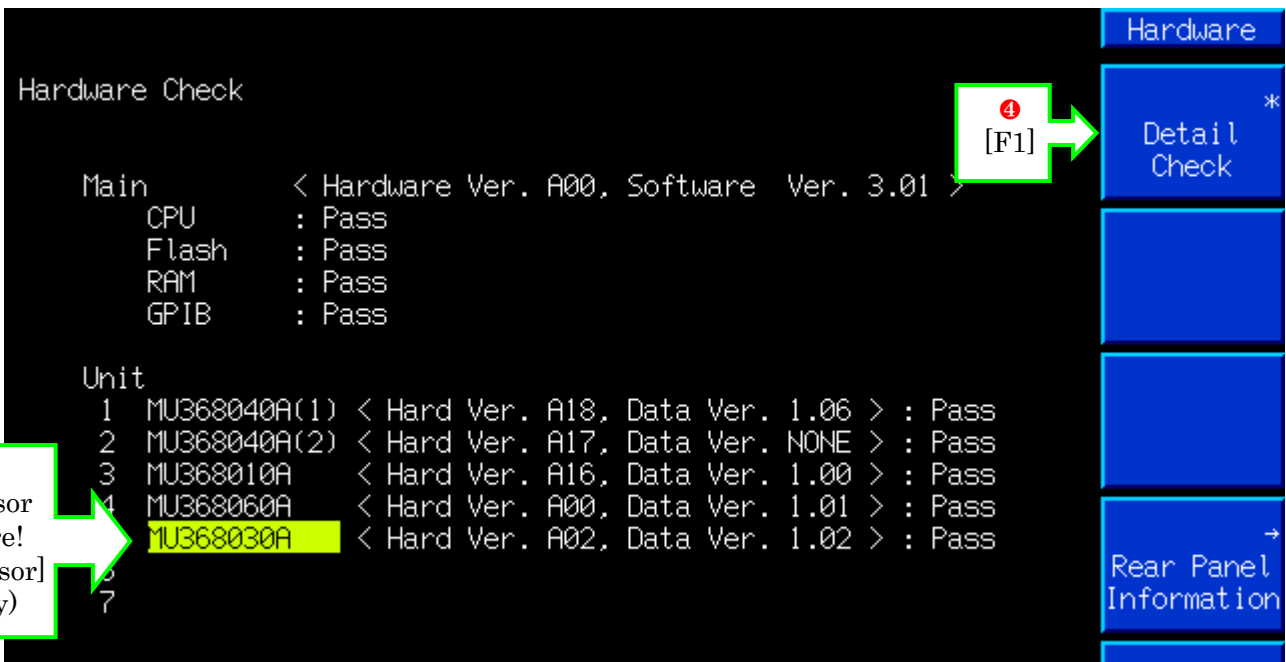 Hardware
Hardware Check
❹
[F1]
*
Detail
Check
Main < Hardware Ver. A00, Software Ver. 3.01 >
CPU : Pass
Flash : Pass
RAM : Pass
GPIB : Pass
Unit
1 MU368040A(1) < Hard Ver. A18, Data Ver. 1.06 > : Pass
2 MU368040A(2) < Hard Ver. A17, Data Ver. NONE > : Pass
3 MU368010A < Hard Ver. A16, Data Ver. 1.00 > : Pass
4 MU368060A < Hard Ver. A00, Data Ver. 1.01 > : Pass
MU368030A < Hard Ver. A02, Data Ver. 1.02 > : Pass
7
sor]
→
Rear Panel
Information